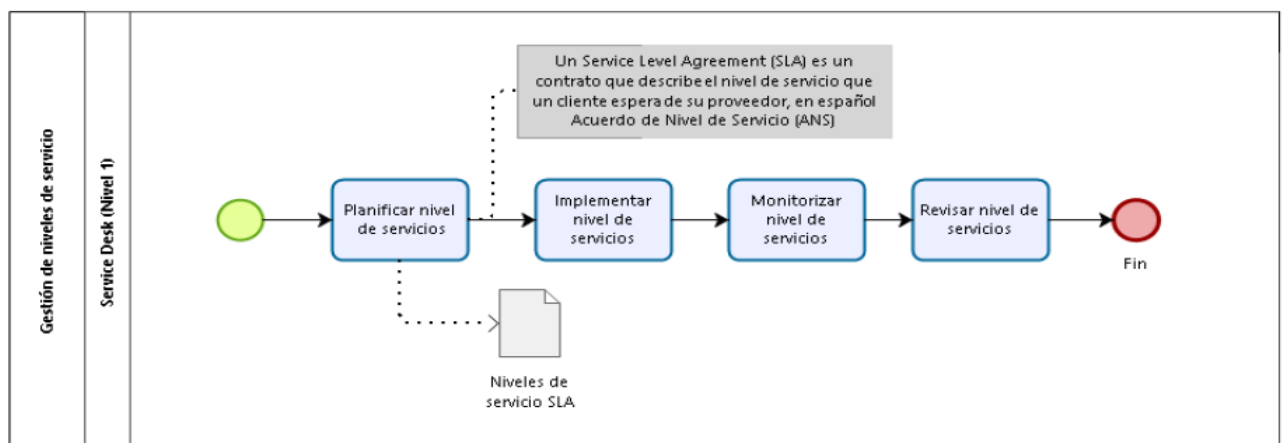 Gestión de niveles de servicio
Service Desk (Nivel 1)
Un Service Level Agreement (SLA) es un
contrato que describe el nivel de servicio que
un cliente espera de su proveedor, en español
Acuerdo de Nivel de Servicio (ANS)
Planificar nivel
de servicios
Implementar
nivel de
servicios
Monitorizar
nivel de
servicios
Revisar nivel de
servicios
Fin
Niveles de
servicio SLA